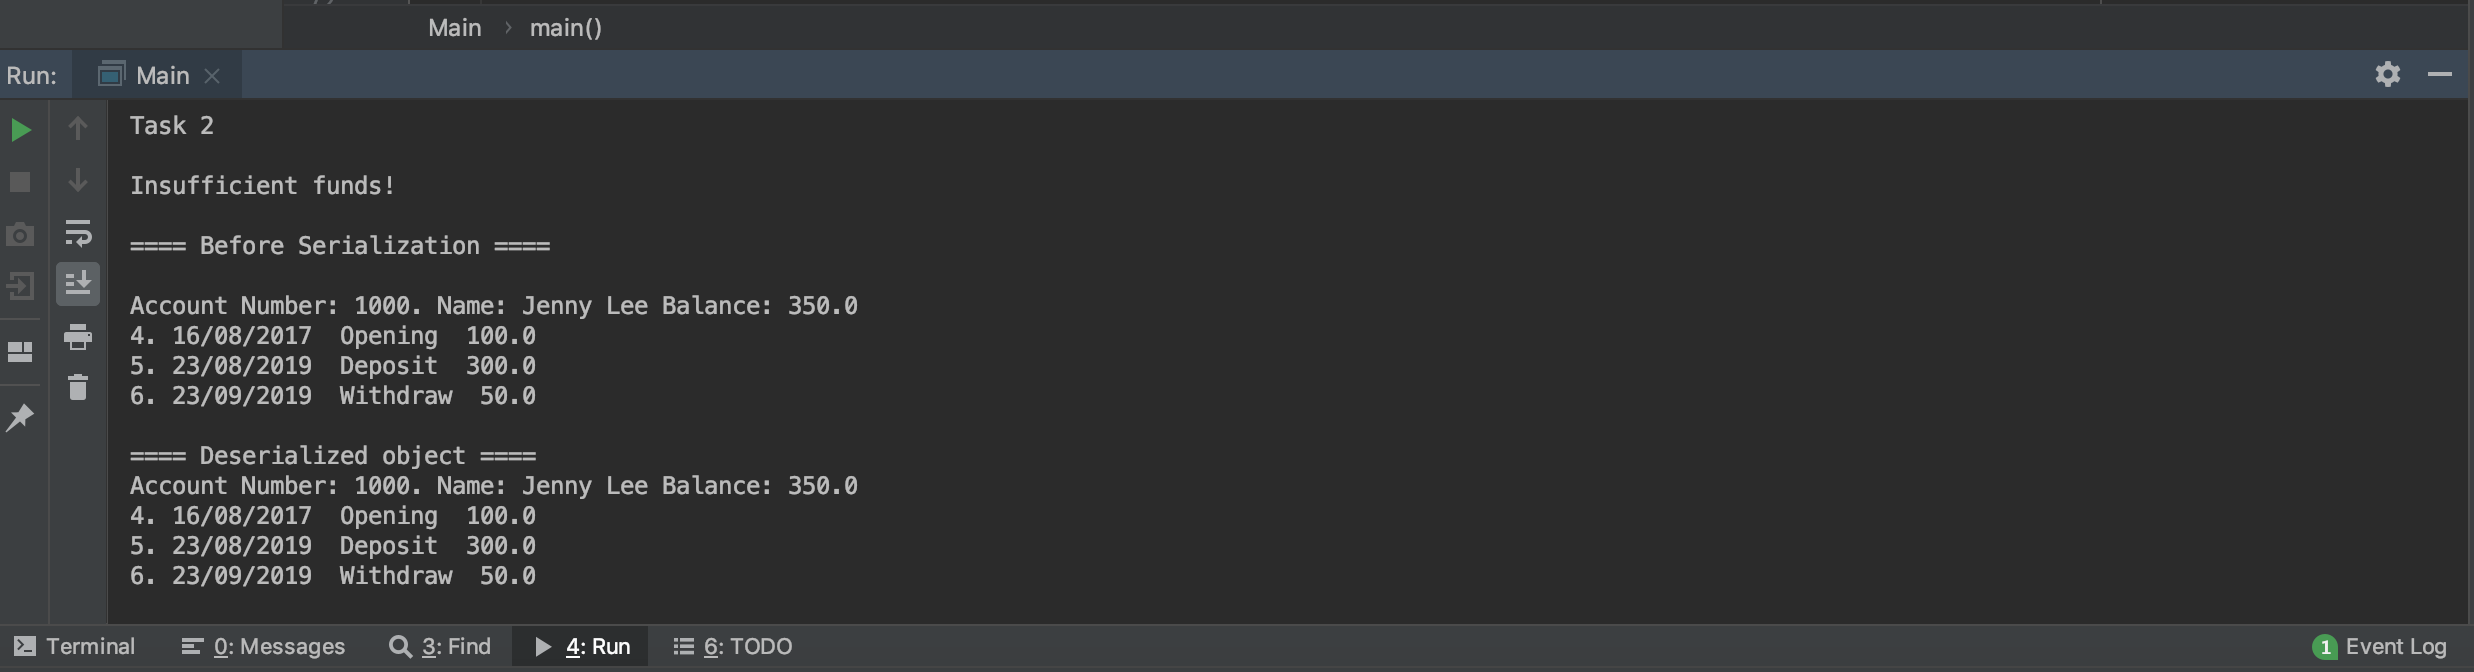 Main › main()
Run: Main
Task 2
Insufficient funds!
==== Before Serialization ====
Account Number: 1000. Name: Jenny Lee Balance: 350.0
4. 16/08/2017  Opening  100.0
5. 23/08/2019  Deposit  300.0
6. 23/09/2019  Withdraw  50.0
==== Deserialized object ====
Account Number: 1000. Name: Jenny Lee Balance: 350.0
4. 16/08/2017  Opening  100.0
5. 23/08/2019  Deposit  300.0
6. 23/09/2019  Withdraw  50.0
Terminal 0: Messages 3: Find 4: Run 6: TODO 1 Event Log